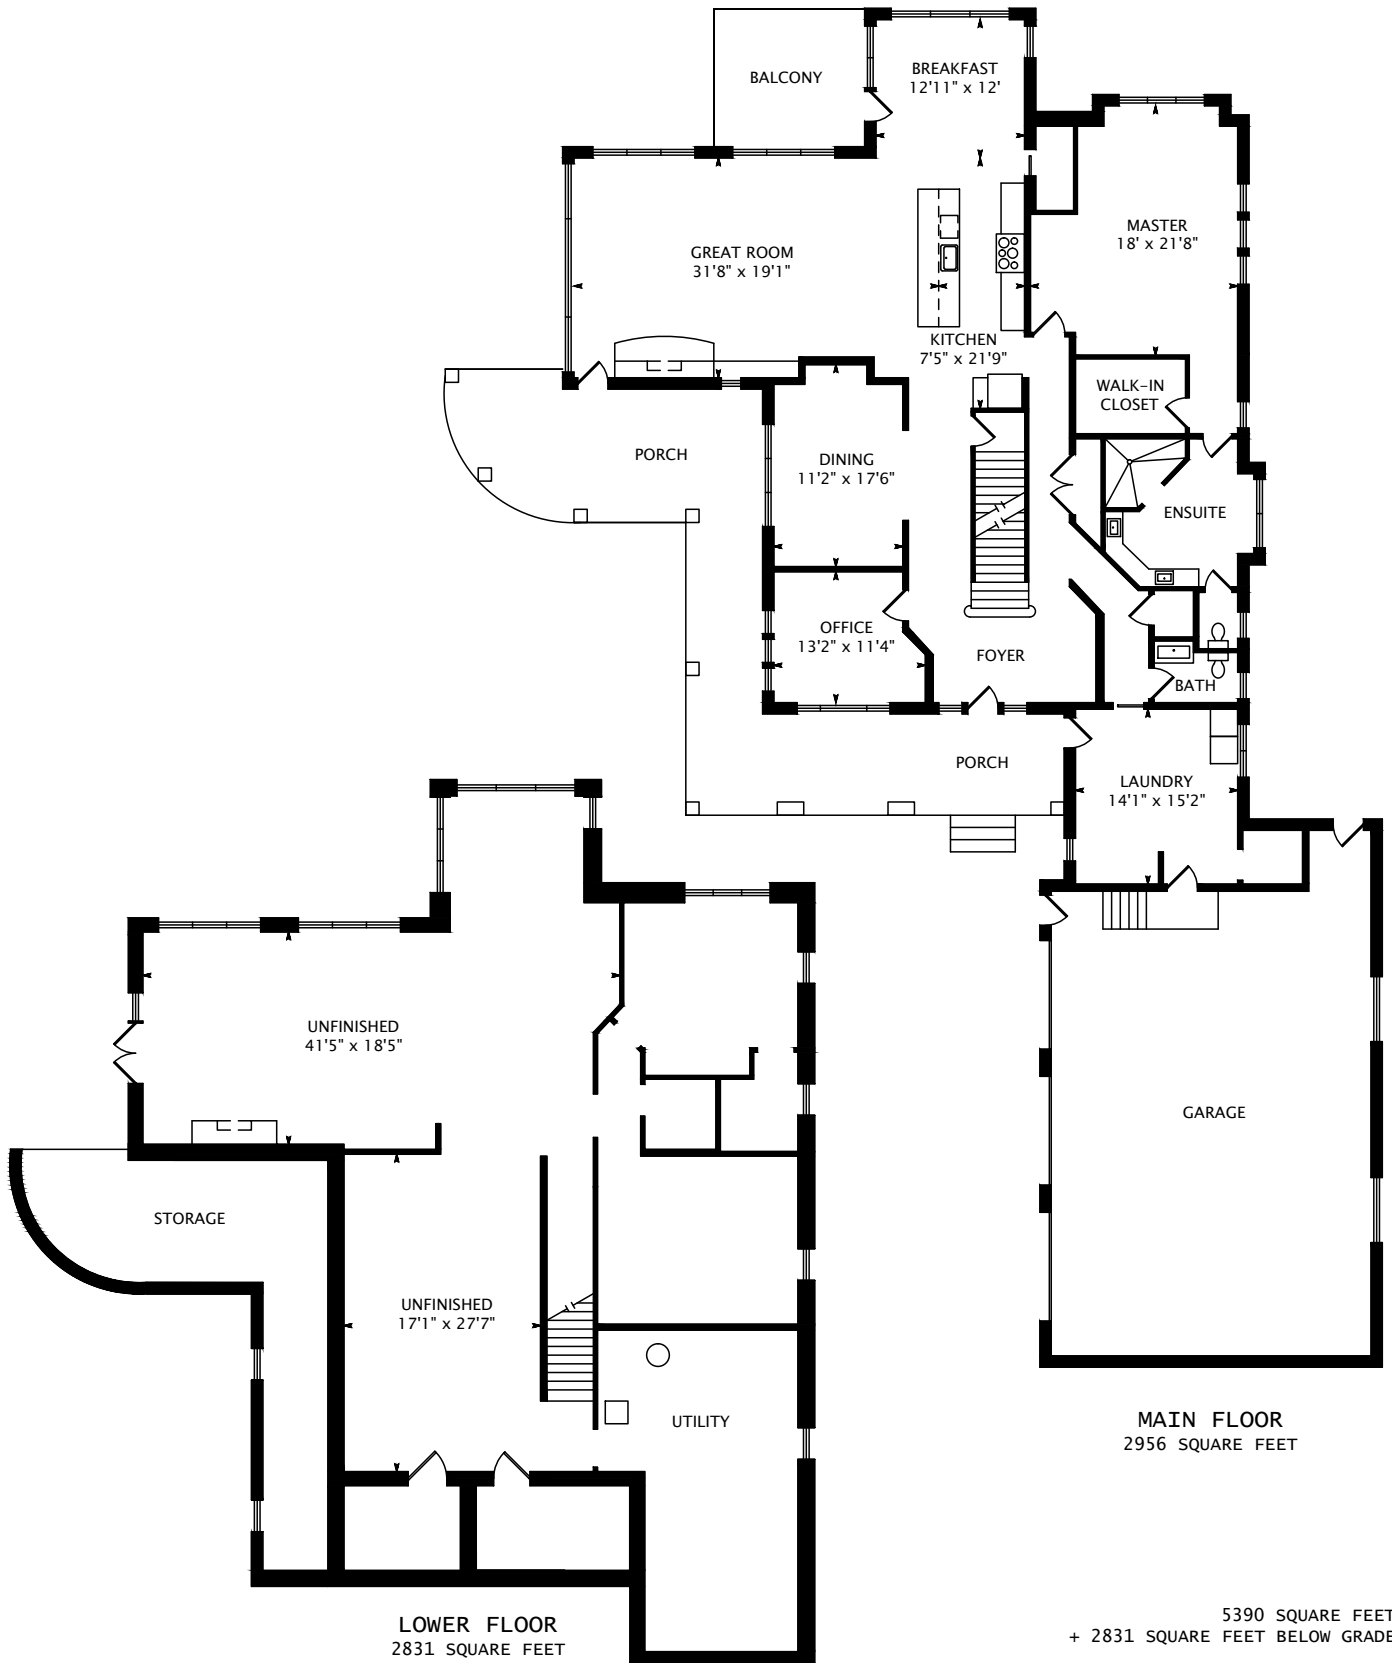 BALCONY
BREAKFAST
12'11" x 12'
MASTER
18' x 21'8"
GREAT ROOM
31'8" x 19'1"
KITCHEN
7'5" x 21'9"
WALK-IN
CLOSET
PORCH
DINING
11'2" x 17'6"
ENSUITE
OFFICE
13'2" x 11'4"
FOYER
BATH
PORCH
LAUNDRY
14'1" x 15'2"
GARAGE
MAIN FLOOR
2956 SQUARE FEET
UNFINISHED
41'5" x 18'5"
STORAGE
UNFINISHED
17'1" x 27'7"
UTILITY
LOWER FLOOR
2831 SQUARE FEET
5390 SQUARE FEET
+ 2831 SQUARE FEET BELOW GRADE